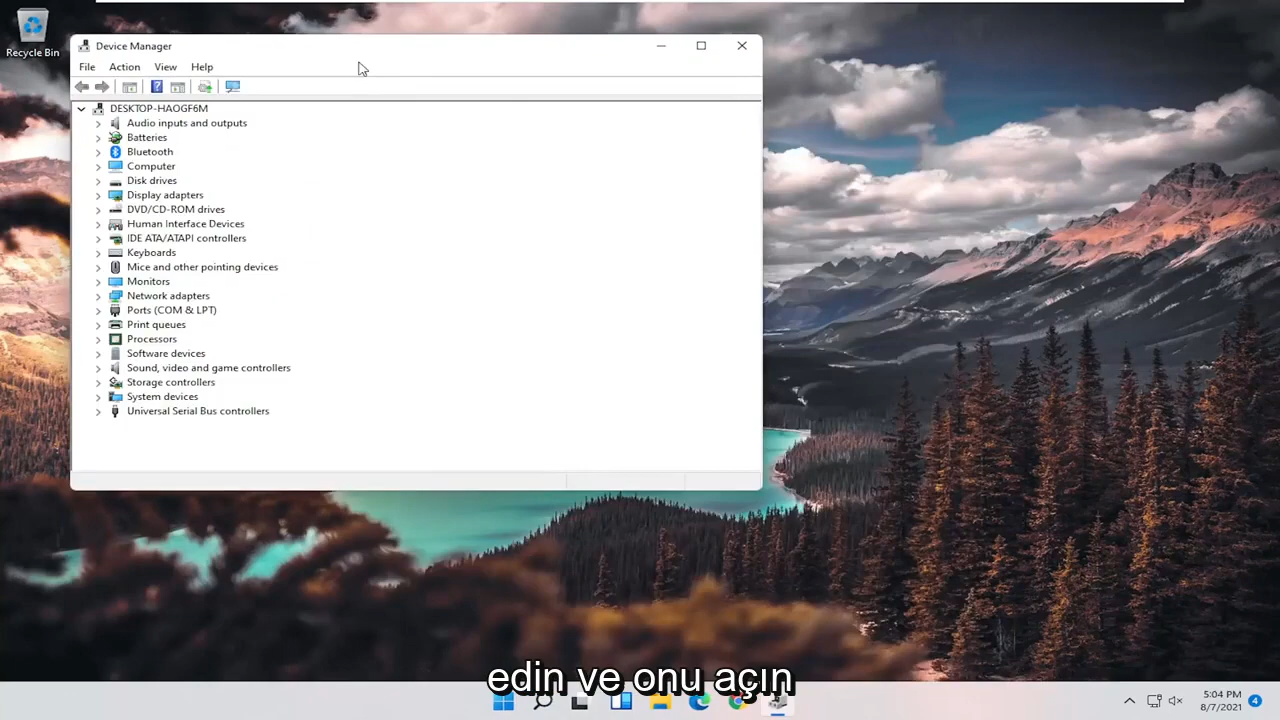 Recycle Bin
Device Manager
File Action View Help
DESKTOP-HAOGF6M
Audio inputs and outputs
Batteries
Bluetooth
Computer
Disk drives
Display adapters
DVD/CD-ROM drives
Human Interface Devices
IDE ATA/ATAPI controllers
Keyboards
Mice and other pointing devices
Monitors
Network adapters
Ports (COM & LPT)
Print queues
Processors
Software devices
Sound, video and game controllers
Storage controllers
System devices
Universal Serial Bus controllers
edin ve onu açın
5:04 PM
8/7/2021
4